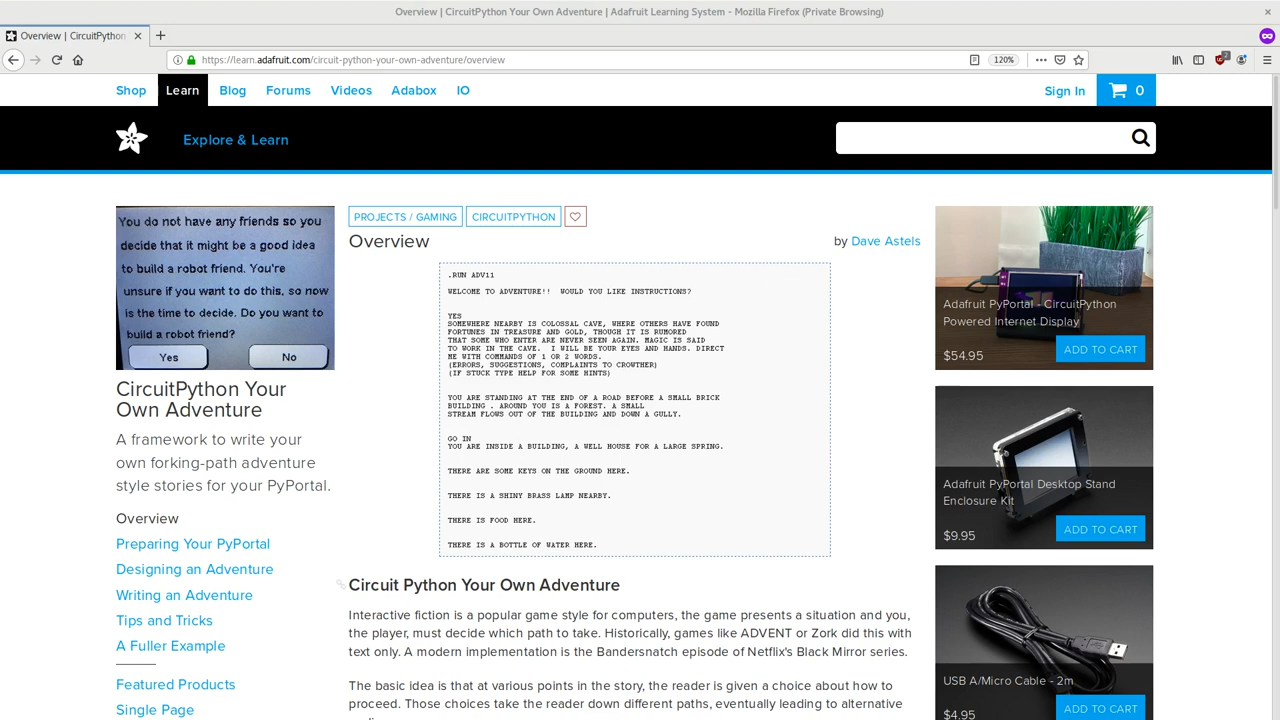 Overview | CircuitPython Your Own Adventure | Adafruit Learning System - Mozilla Firefox (Private Browsing)
Overview | CircuitPython
https://learn.adafruit.com/circuit-python-your-own-adventure/overview
120%
2
Shop Learn Blog Forums Videos Adabox IO
Sign In 0
Explore & Learn
You do not have any friends so you
decide that it might be a good idea
to build a robot friend. You're
unsure if you want to do this, so now
is the time to decide. Do you want to
build a robot friend?
Yes No
CircuitPython Your
Own Adventure
A framework to write your
own forking-path adventure
style stories for your PyPortal.
Overview
Preparing Your PyPortal
Designing an Adventure
Writing an Adventure
Tips and Tricks
A Fuller Example
Featured Products
Single Page
PROJECTS / GAMING CIRCUITPYTHON
Overview
by Dave Astels
.RUN ADV11
WELCOME TO ADVENTURE!! WOULD YOU LIKE INSTRUCTIONS?
YES
SOMEWHERE NEARBY IS COLOSSAL CAVE, WHERE OTHERS HAVE FOUND
FORTUNES IN TREASURE AND GOLD, THOUGH IT IS RUMORED
THAT SOME WHO ENTER ARE NEVER SEEN AGAIN. MAGIC IS SAID
TO WORK IN THE CAVE. I WILL BE YOUR EYES AND HANDS. DIRECT
ME WITH COMMANDS OF 1 OR 2 WORDS.
(ERRORS, SUGGESTIONS, COMPLAINTS TO CROWTHER)
(IF STUCK TYPE HELP FOR SOME HINTS)
YOU ARE STANDING AT THE END OF A ROAD BEFORE A SMALL BRICK
BUILDING . AROUND YOU IS A FOREST. A SMALL
STREAM FLOWS OUT OF THE BUILDING AND DOWN A GULLY.
GO IN
YOU ARE INSIDE A BUILDING, A WELL HOUSE FOR A LARGE SPRING.
THERE ARE SOME KEYS ON THE GROUND HERE.
THERE IS A SHINY BRASS LAMP NEARBY.
THERE IS FOOD HERE.
THERE IS A BOTTLE OF WATER HERE.
Circuit Python Your Own Adventure
Interactive fiction is a popular game style for computers, the game presents a situation and you,
the player, must decide which path to take. Historically, games like ADVENT or Zork did this with
text only. A modern implementation is the Bandersnatch episode of Netflix's Black Mirror series.
The basic idea is that at various points in the story, the reader is given a choice about how to
proceed. Those choices take the reader down different paths, eventually leading to alternative
Adafruit PyPortal - CircuitPython
Powered Internet Display
$54.95 ADD TO CART
Adafruit PyPortal Desktop Stand
Enclosure Kit
$9.95 ADD TO CART
USB A/Micro Cable - 2m
$4.95 ADD TO CART